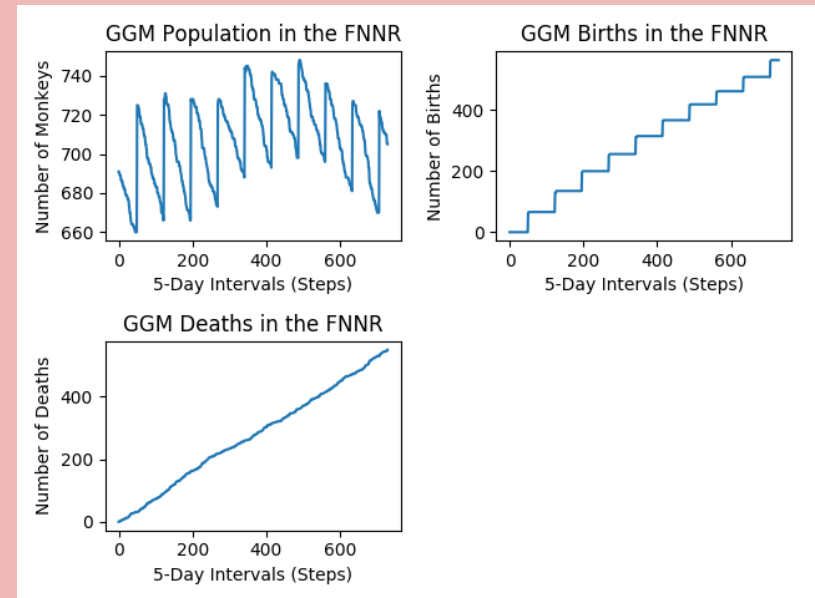 GGM Population in the FNNR
Number of Monkeys
740
720
700
680
660
0 200 400 600
5-Day Intervals (Steps)
GGM Births in the FNNR
Number of Births
400
200
0
0 200 400 600
5-Day Intervals (Steps)
GGM Deaths in the FNNR
Number of Deaths
400
200
0
0 200 400 600
5-Day Intervals (Steps)